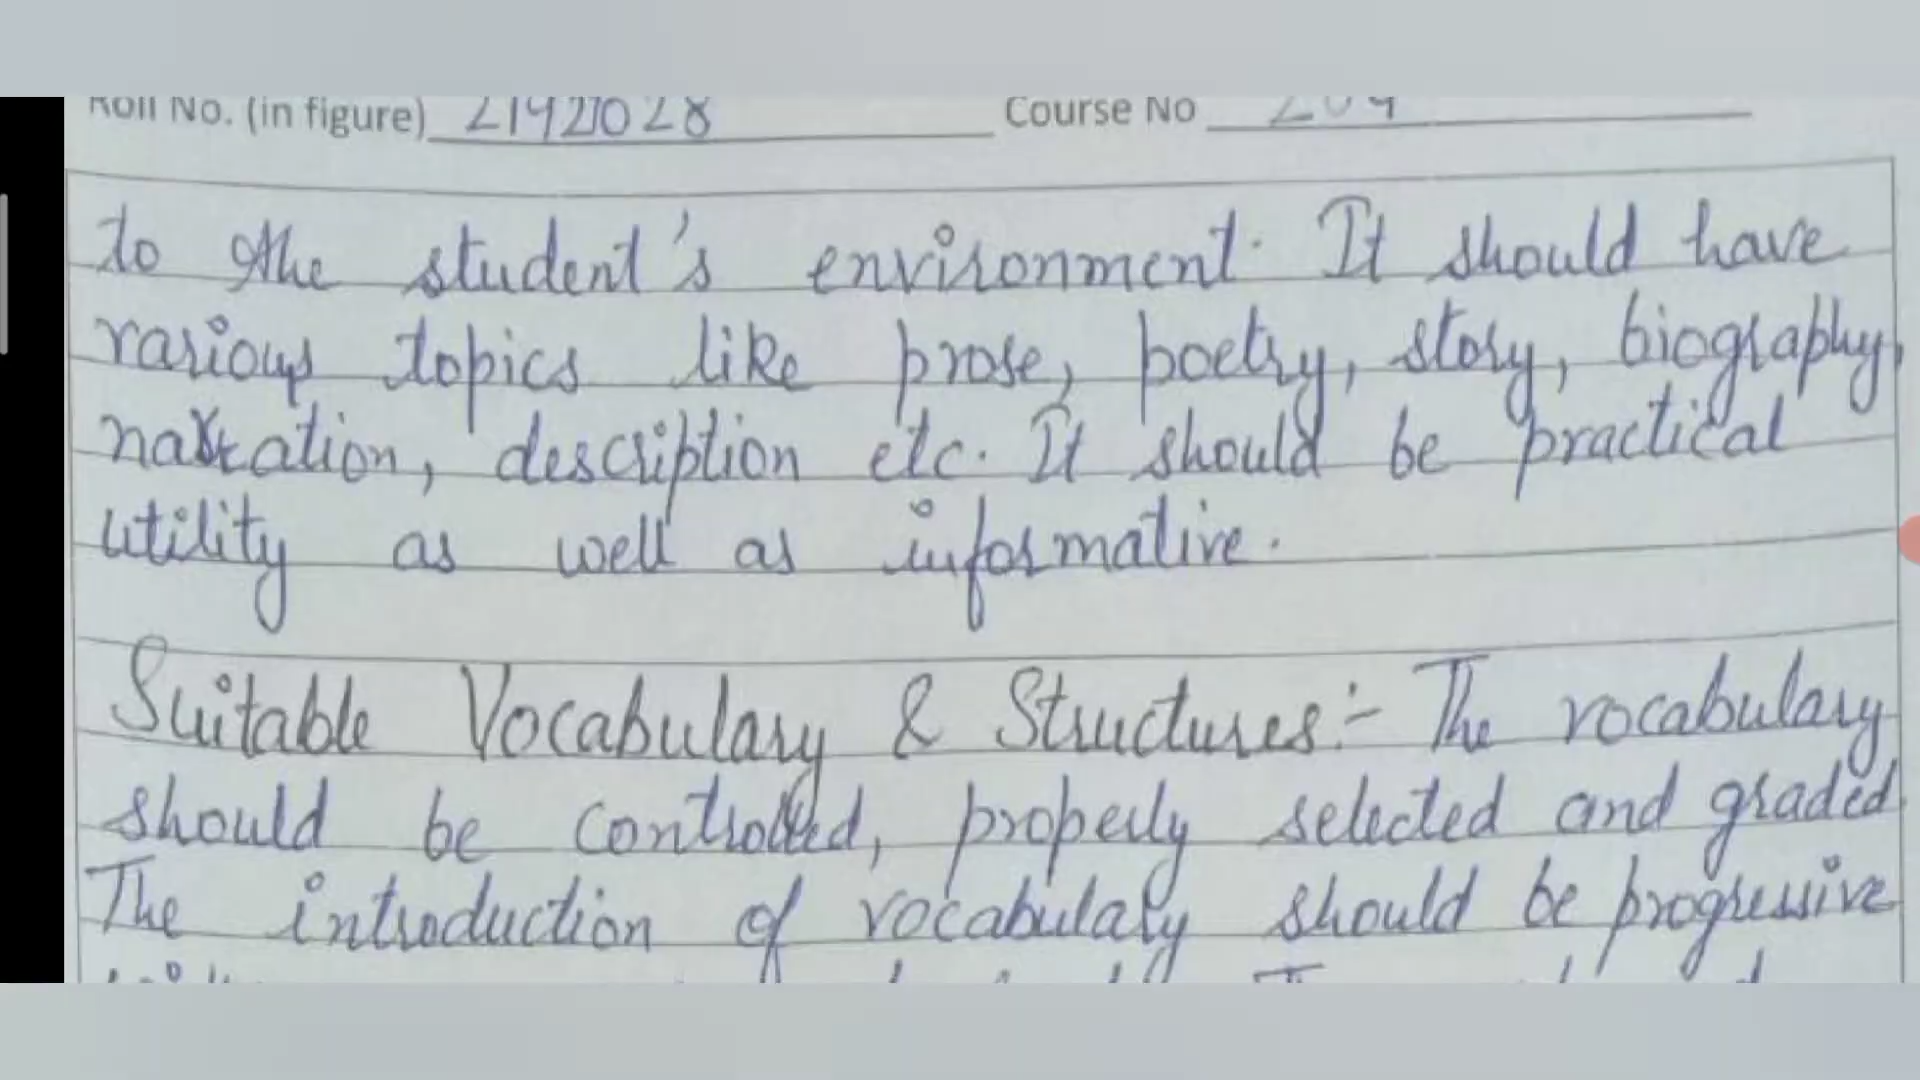 Roll No. (in figure) 21921028 Course No 204
to the student's environment. It should have
various topics like prose, poetry, story, biography,
narration, description etc. It should be practical
utility as well as informative.
Suitable Vocabulary & Structures:- The vocabulary
should be controlled, properly selected and graded
The introduction of vocabulary should be progressive